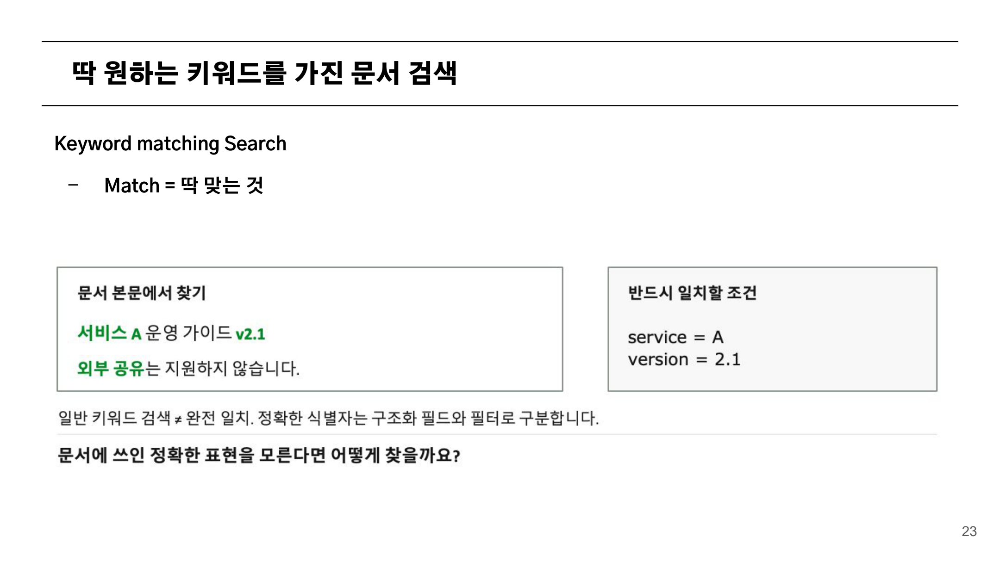 딱 원하는 키워드를 가진 문서 검색
Keyword matching Search
– Match = 딱 맞는 것
문서 본문에서 찾기
서비스 A 운영 가이드 v2.1
외부 공유는 지원하지 않습니다.
반드시 일치할 조건
service = A
version = 2.1
일반 키워드 검색 ≠ 완전 일치. 정확한 식별자는 구조화 필드와 필터로 구분합니다.
문서에 쓰인 정확한 표현을 모른다면 어떻게 찾을까요?
23